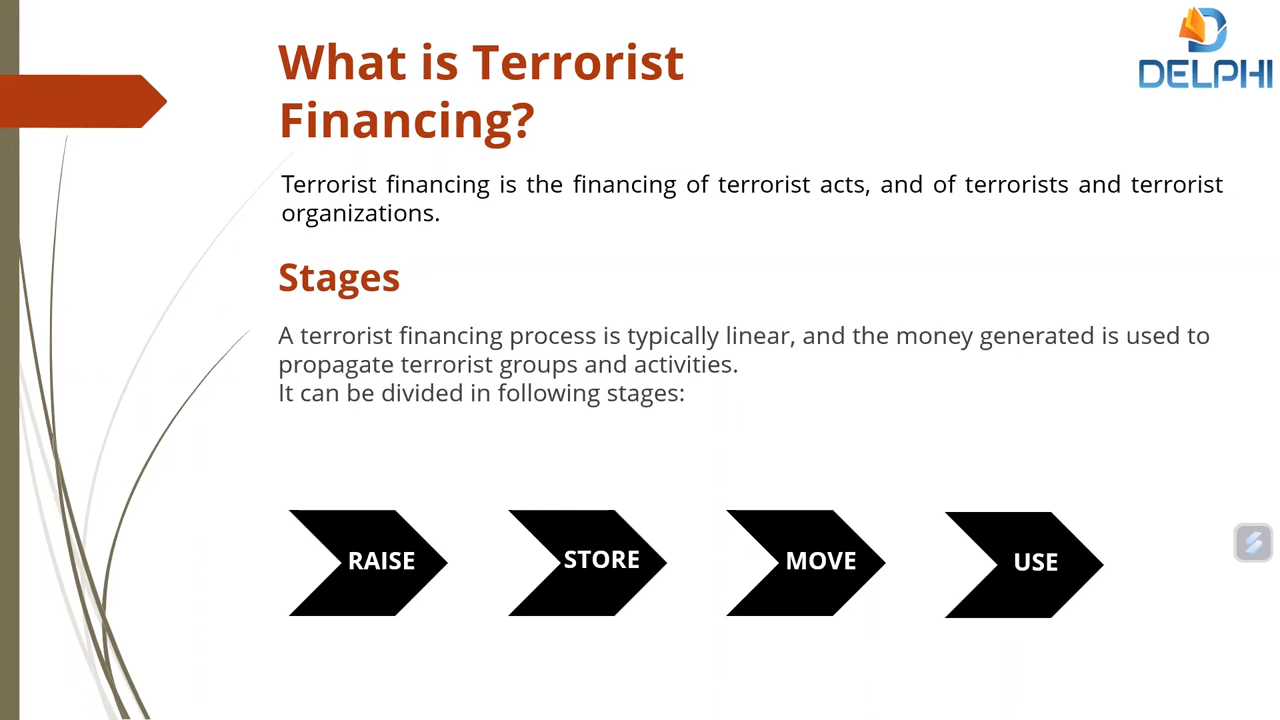 DELPHI
What is Terrorist
Financing?
Terrorist financing is the financing of terrorist acts, and of terrorists and terrorist
organizations.
Stages
A terrorist financing process is typically linear, and the money generated is used to
propagate terrorist groups and activities.
It can be divided in following stages:
RAISE
STORE
MOVE
USE